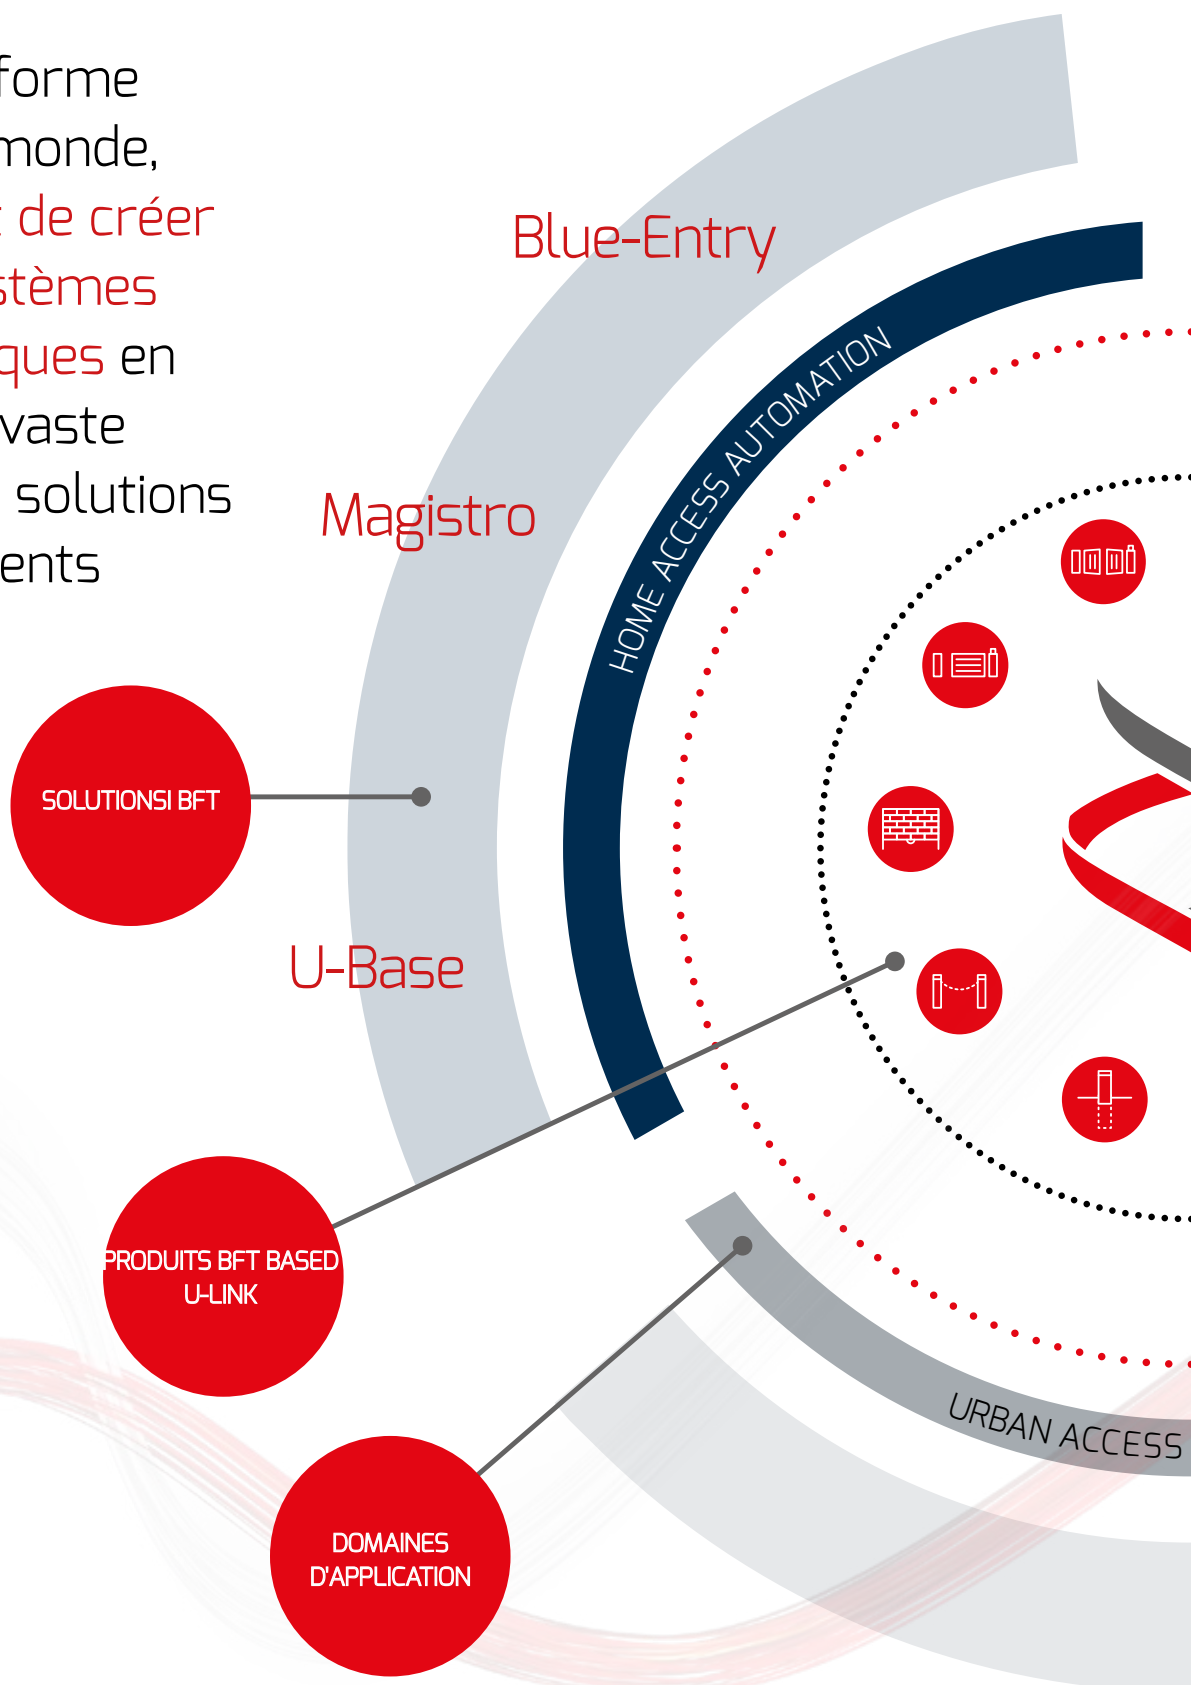 forme
monde,
de créer
stèmes
ques en
vaste
solutions
ents
Blue-Entry
HOME ACCESS AUTOMATION
Magistro
SOLUTIONSI BFT
U-Base
PRODUITS BFT BASED
U-LINK
URBAN ACCESS
DOMAINES
D'APPLICATION